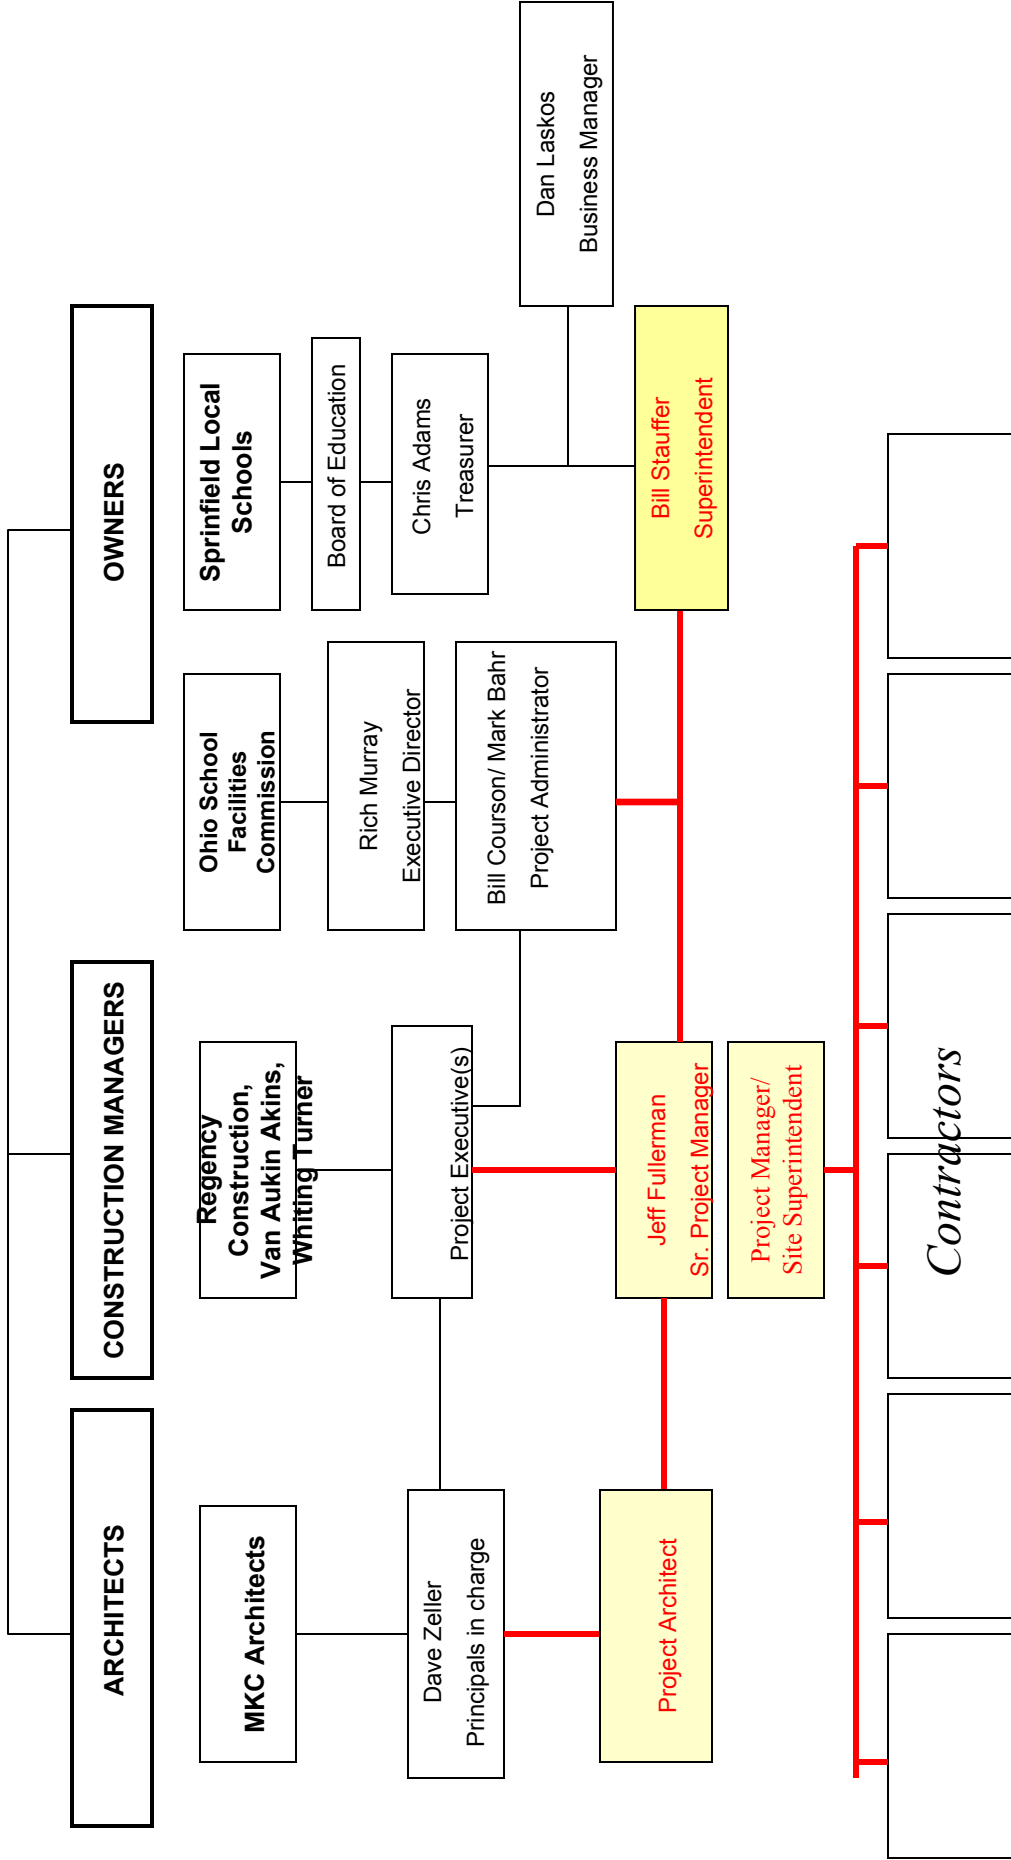 ARCHITECTS
CONSTRUCTION MANAGERS
OWNERS
MKC Architects
Regency
Construction,
Van Aukin Akins,
Whiting Turner
Ohio School
Facilities
Commission
Sprinfield Local
Schools
Board of Education
Rich Murray
Executive Director
Chris Adams
Treasurer
Dave Zeller
Principals in charge
Project Executive(s)
Bill Courson/ Mark Bahr
Project Administrator
Dan Laskos
Business Manager
Project Architect
Jeff Fullerman
Sr. Project Manager
Bill Stauffer
Superintendent
Project Manager/
Site Superintendent
Contractors